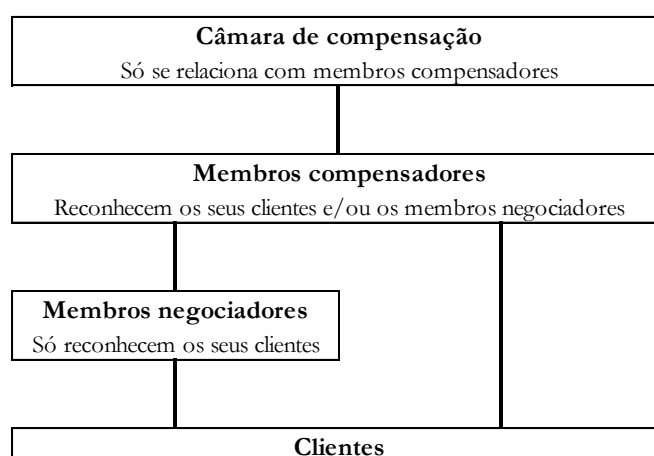 Câmara de compensação
Só se relaciona com membros compensadores
Membros compensadores
Reconhecem os seus clientes e/ou os membros negociadores
Membros negociadores
Só reconhecem os seus clientes
Clientes